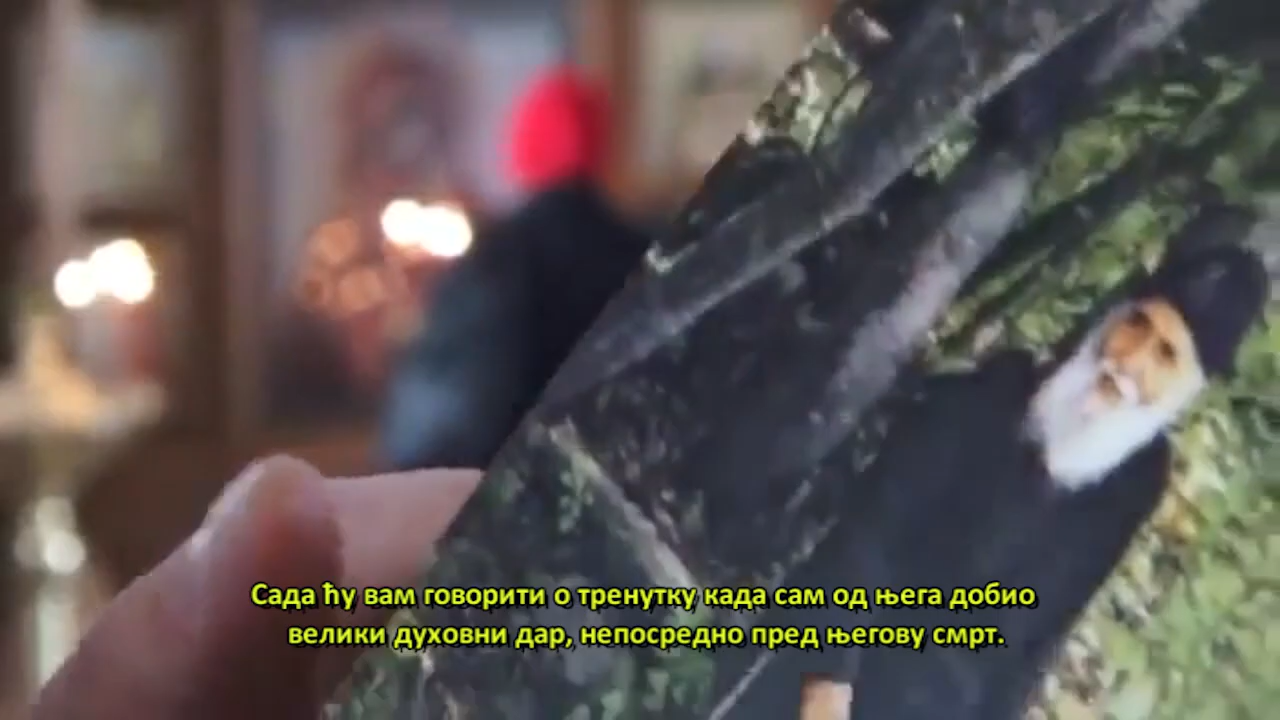 Сада ћу вам говорити о тренутку када сам од њега добио
велики духовни дар, непосредно пред његову смрт.